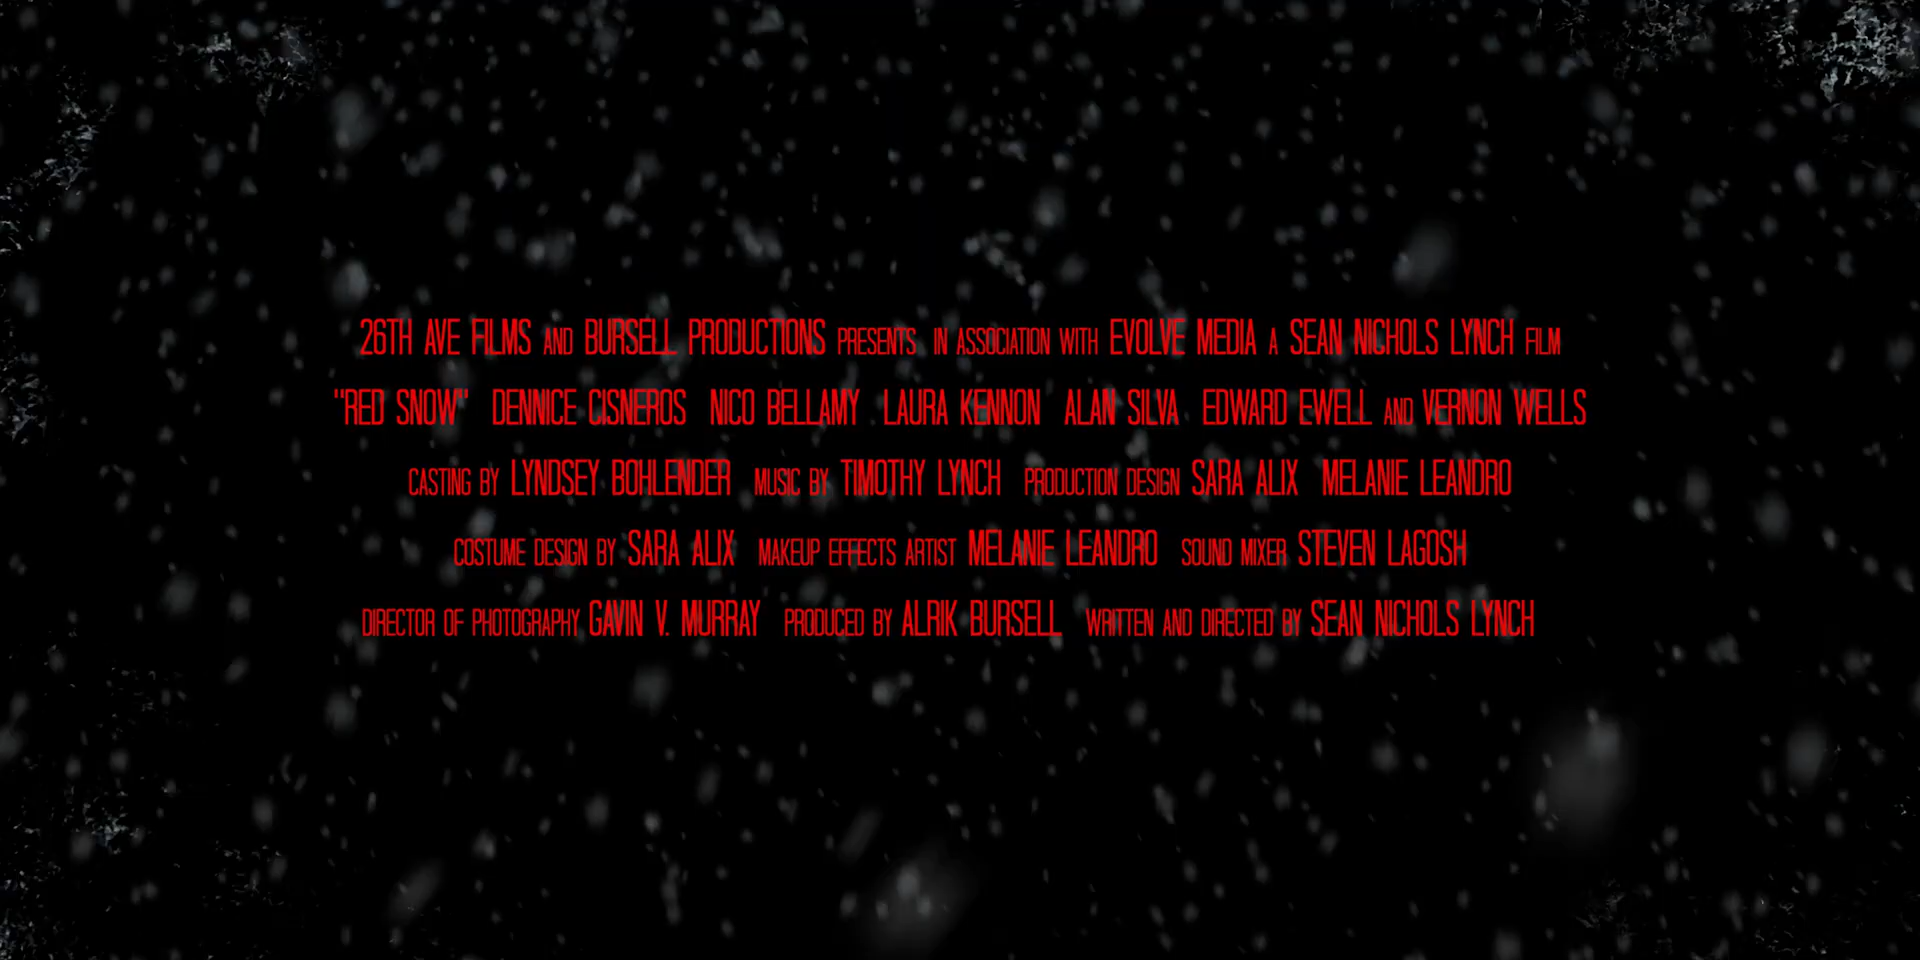 26TH AVE FILMS AND BURSELL PRODUCTIONS PRESENTS IN ASSOCIATION WITH EVOLVE MEDIA A SEAN NICHOLS LYNCH FILM
"RED SNOW" DENNICE CISNEROS NICO BELLAMY LAURA KENNON ALAN SILVA EDWARD EWELL AND VERNON WELLS
CASTING BY LYNDSEY BOHLENDER MUSIC BY TIMOTHY LYNCH PRODUCTION DESIGN SARA ALIX MELANIE LEANDRO
COSTUME DESIGN BY SARA ALIX MAKEUP EFFECTS ARTIST MELANIE LEANDRO SOUND MIXER STEVEN LAGOSH
DIRECTOR OF PHOTOGRAPHY GAVIN V. MURRAY PRODUCED BY ALRIK BURSELL WRITTEN AND DIRECTED BY SEAN NICHOLS LYNCH